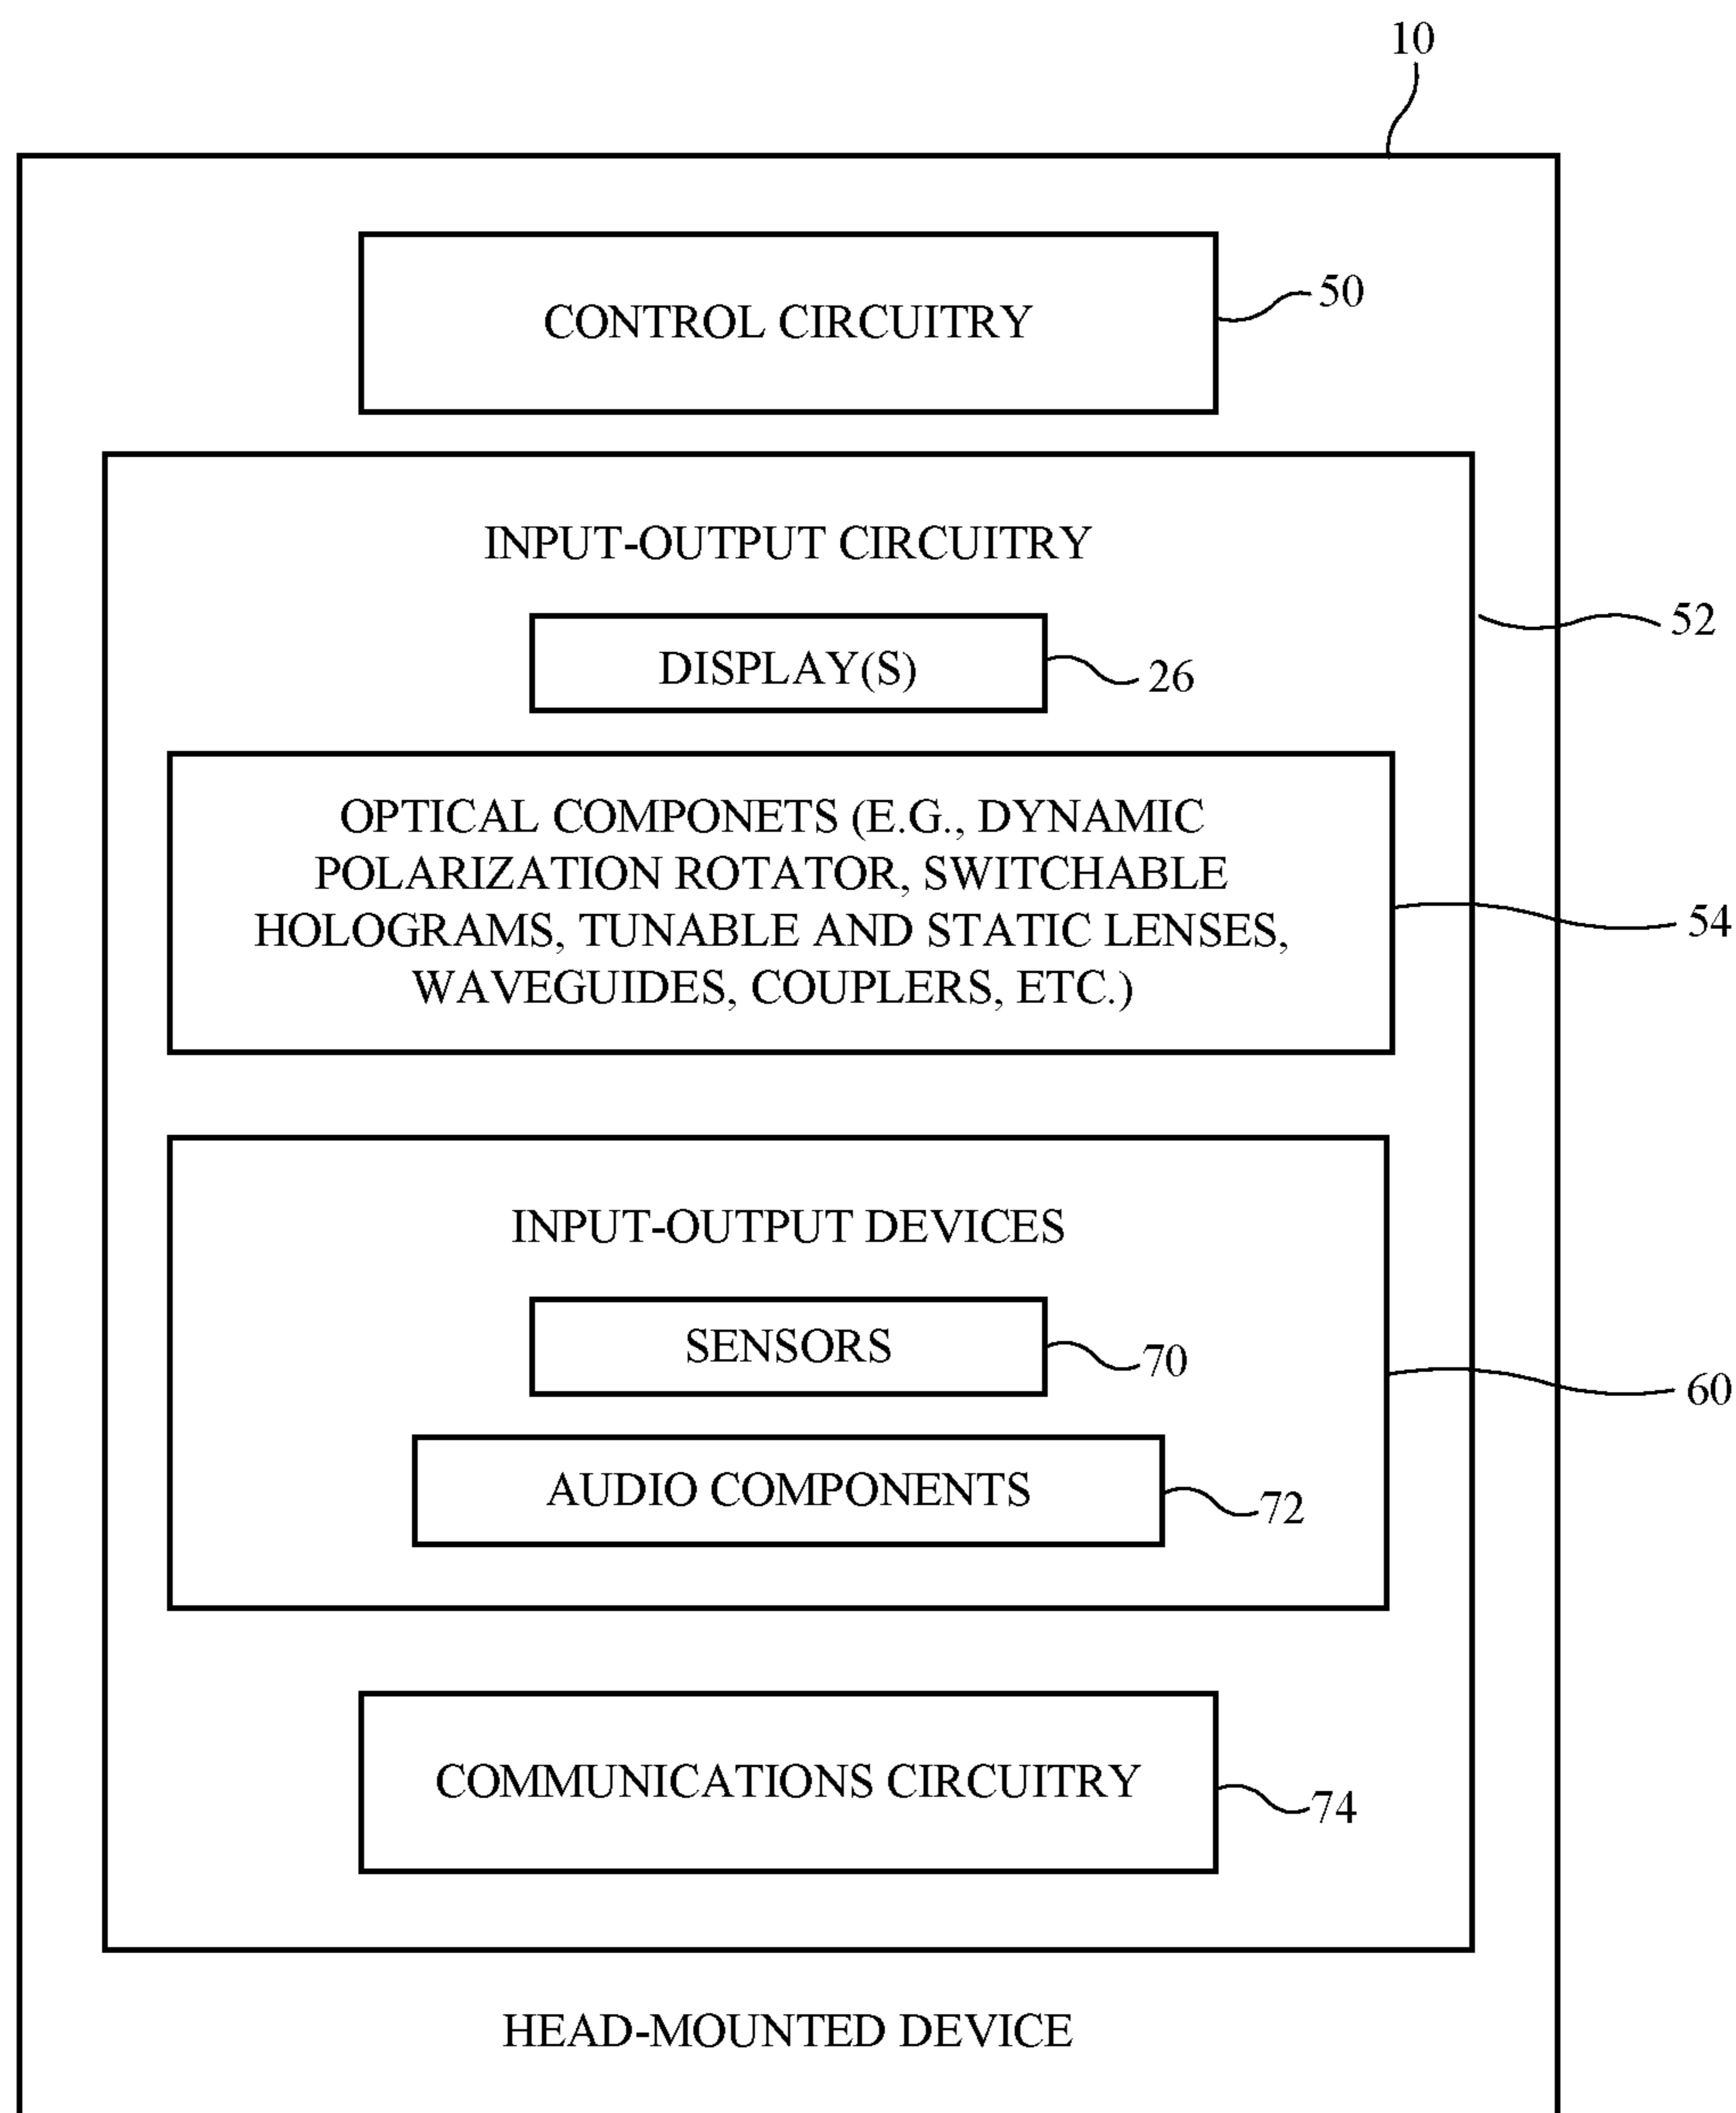 10
CONTROL CIRCUITRY
50
INPUT-OUTPUT CIRCUITRY
52
DISPLAY(S)
26
OPTICAL COMPONETS (E.G., DYNAMIC
POLARIZATION ROTATOR, SWITCHABLE
HOLOGRAMS, TUNABLE AND STATIC LENSES,
WAVEGUIDES, COUPLERS, ETC.)
54
INPUT-OUTPUT DEVICES
SENSORS
70
60
AUDIO COMPONENTS
72
COMMUNICATIONS CIRCUITRY
74
HEAD-MOUNTED DEVICE